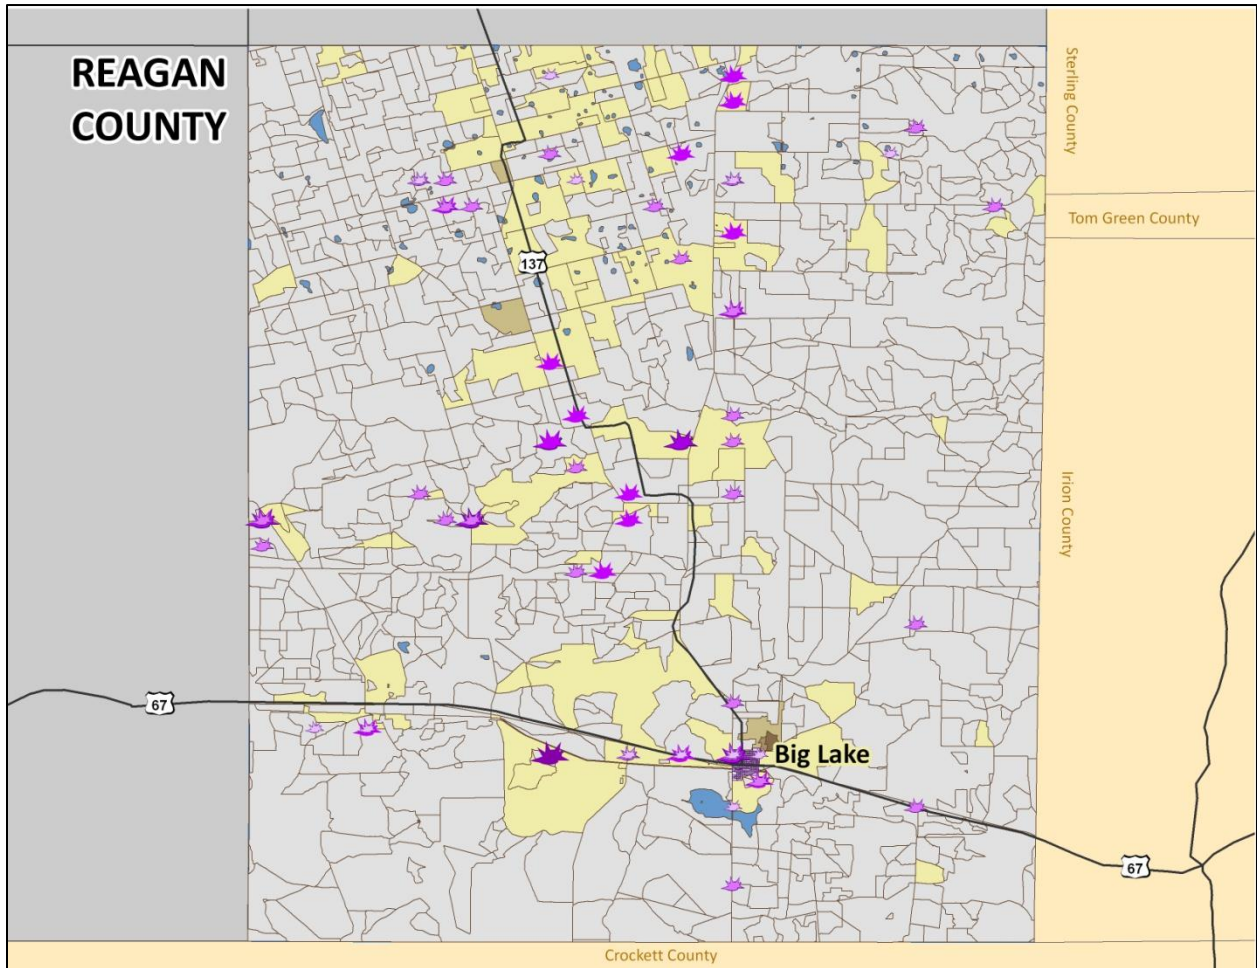 REAGAN
COUNTY
Sterling County
Tom Green County
137
Irion County
67
Big Lake
67
Crockett County